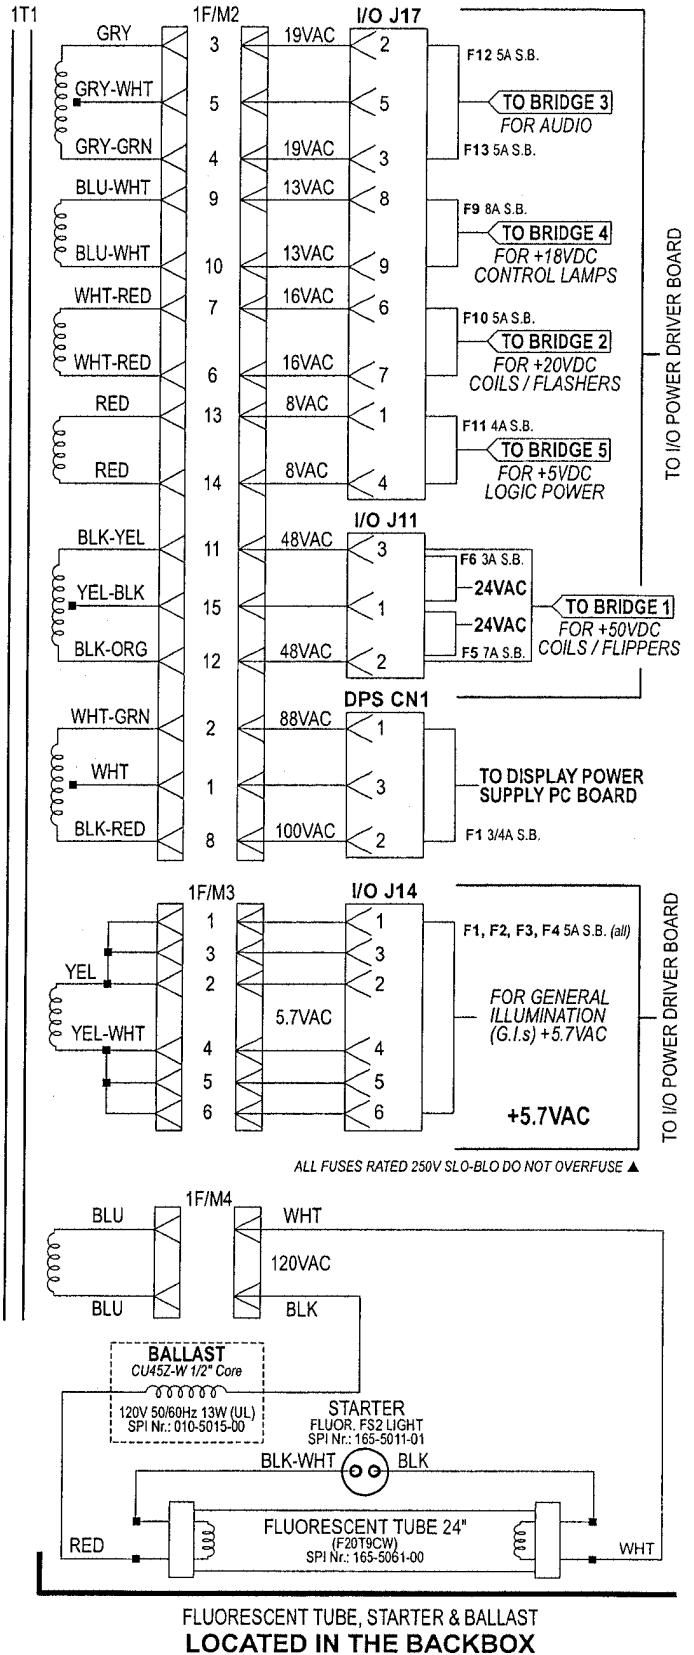 1T1
1F/M2
I/O J17
GRY 3 19VAC 2
F12 5A S.B.
GRY-WHT 5 5
TO BRIDGE 3
FOR AUDIO
GRY-GRN 4 19VAC 3
F13 5A S.B.
BLU-WHT 9 13VAC 8
F9 8A S.B.
TO BRIDGE 4
FOR +18VDC
CONTROL LAMPS
BLU-WHT 10 13VAC 9
WHT-RED 7 16VAC 6
F10 5A S.B.
TO BRIDGE 2
FOR +20VDC
COILS / FLASHERS
WHT-RED 6 16VAC 7
RED 13 8VAC 1
F11 4A S.B.
TO BRIDGE 5
FOR +5VDC
LOGIC POWER
RED 14 8VAC 4
TO I/O POWER DRIVER BOARD
I/O J11
BLK-YEL 11 48VAC 3
F6 3A S.B.
24VAC
YEL-BLK 15 1
TO BRIDGE 1
FOR +50VDC
COILS / FLIPPERS
24VAC
BLK-ORG 12 48VAC 2
F5 7A S.B.
DPS CN1
WHT-GRN 2 88VAC 1
WHT 1 3
TO DISPLAY POWER
SUPPLY PC BOARD
BLK-RED 8 100VAC 2
F1 3/4A S.B.
1F/M3
I/O J14
1 1
F1, F2, F3, F4 5A S.B. (all)
3 3
YEL 2 2
5.7VAC
FOR GENERAL
ILLUMINATION
(G.I.s) +5.7VAC
YEL-WHT 4 4
5 5
6 6
+5.7VAC
TO I/O POWER DRIVER BOARD
ALL FUSES RATED 250V SLO-BLO DO NOT OVERFUSE ▲
1F/M4
BLU WHT
120VAC
BLU BLK
BALLAST
CU45Z-W 1/2" Core
120V 50/60Hz 13W (UL)
SPI Nr.: 010-5015-00
STARTER
FLUOR. FS2 LIGHT
SPI Nr.: 165-5011-01
BLK-WHT BLK
FLUORESCENT TUBE 24"
(F20T9CW)
SPI Nr.: 165-5061-00
RED
WHT
FLUORESCENT TUBE, STARTER & BALLAST
LOCATED IN THE BACKBOX